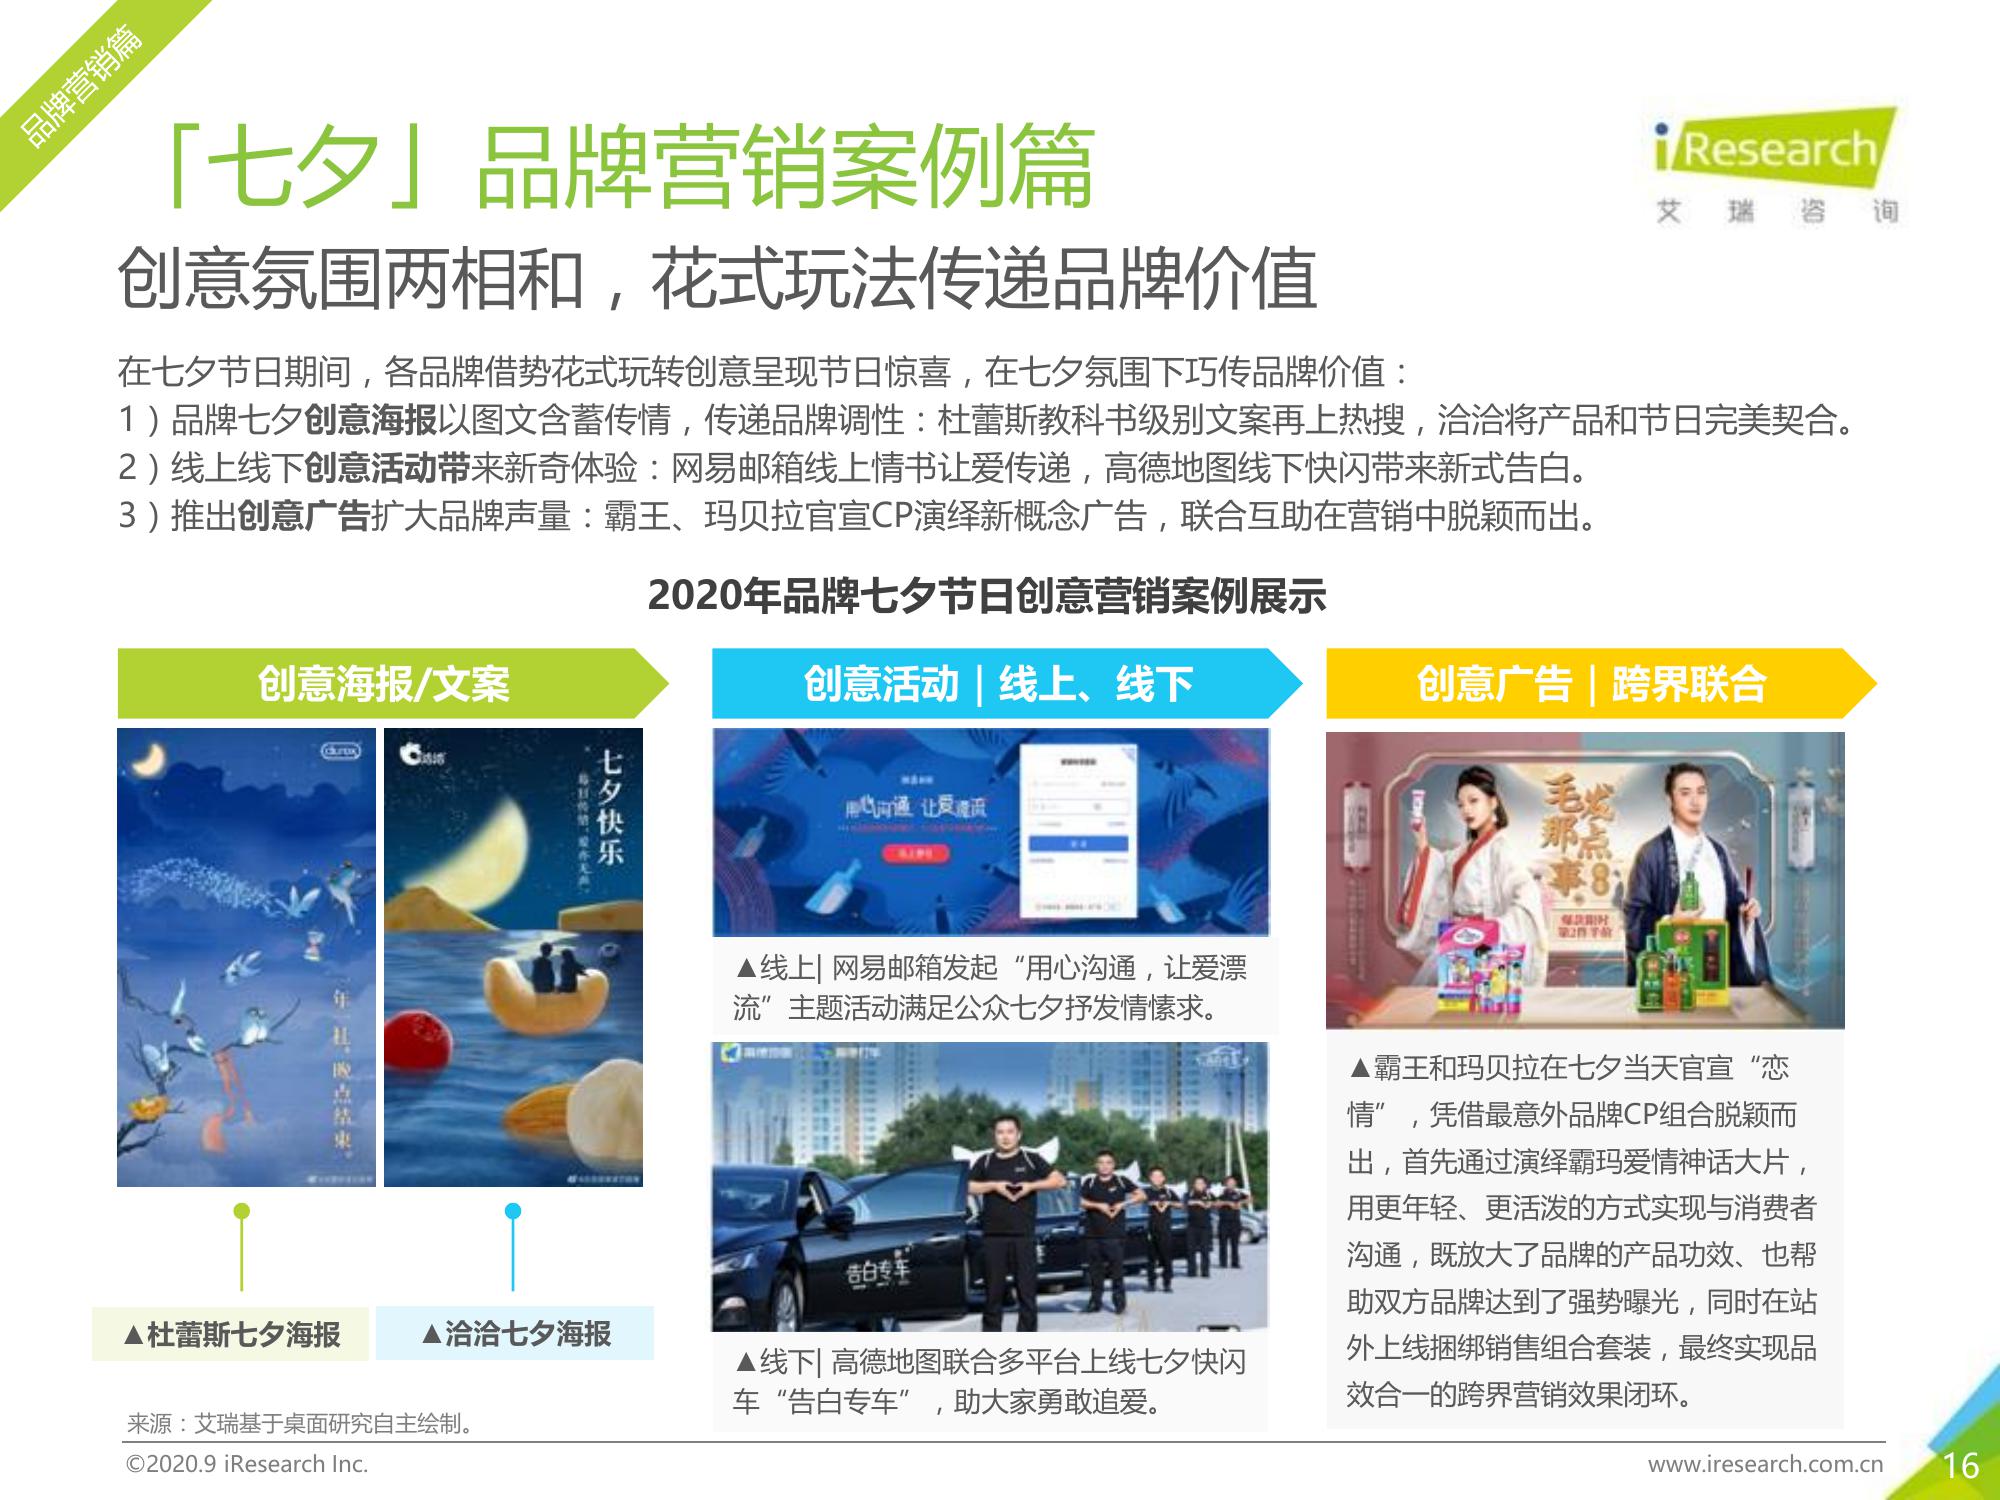 品牌营销篇
「七夕」品牌营销案例篇
iResearch
艾瑞咨询
创意氛围两相和，花式玩法传递品牌价值
在七夕节日期间，各品牌借势花式玩转创意呈现节日惊喜，在七夕氛围下巧传品牌价值：
1）品牌七夕创意海报以图文含蓄传情，传递品牌调性：杜蕾斯教科书级别文案再上热搜，洽洽将产品和节日完美契合。
2）线上线下创意活动带来新奇体验：网易邮箱线上情书让爱传递，高德地图线下快闪带来新式告白。
3）推出创意广告扩大品牌声量：霸王、玛贝拉官宣CP演绎新概念广告，联合互助在营销中脱颖而出。
2020年品牌七夕节日创意营销案例展示
创意海报/文案
创意活动｜线上、线下
创意广告｜跨界联合
durex
一年一杜，晚点结束。
洽洽
七夕快乐
用心沟通 让爱漂流
▲线上| 网易邮箱发起“用心沟通，让爱漂
流”主题活动满足公众七夕抒发情愫求。
高德地图
高德打车
告白专车
▲线下| 高德地图联合多平台上线七夕快闪
车“告白专车”，助大家勇敢追爱。
毛发
那点
事8
爆款限时
第2件半价
▲霸王和玛贝拉在七夕当天官宣“恋
情”，凭借最意外品牌CP组合脱颖而
出，首先通过演绎霸玛爱情神话大片，
用更年轻、更活泼的方式实现与消费者
沟通，既放大了品牌的产品功效、也帮
助双方品牌达到了强势曝光，同时在站
外上线捆绑销售组合套装，最终实现品
效合一的跨界营销效果闭环。
▲杜蕾斯七夕海报
▲洽洽七夕海报
来源：艾瑞基于桌面研究自主绘制。
©2020.9 iResearch Inc.
www.iresearch.com.cn
16